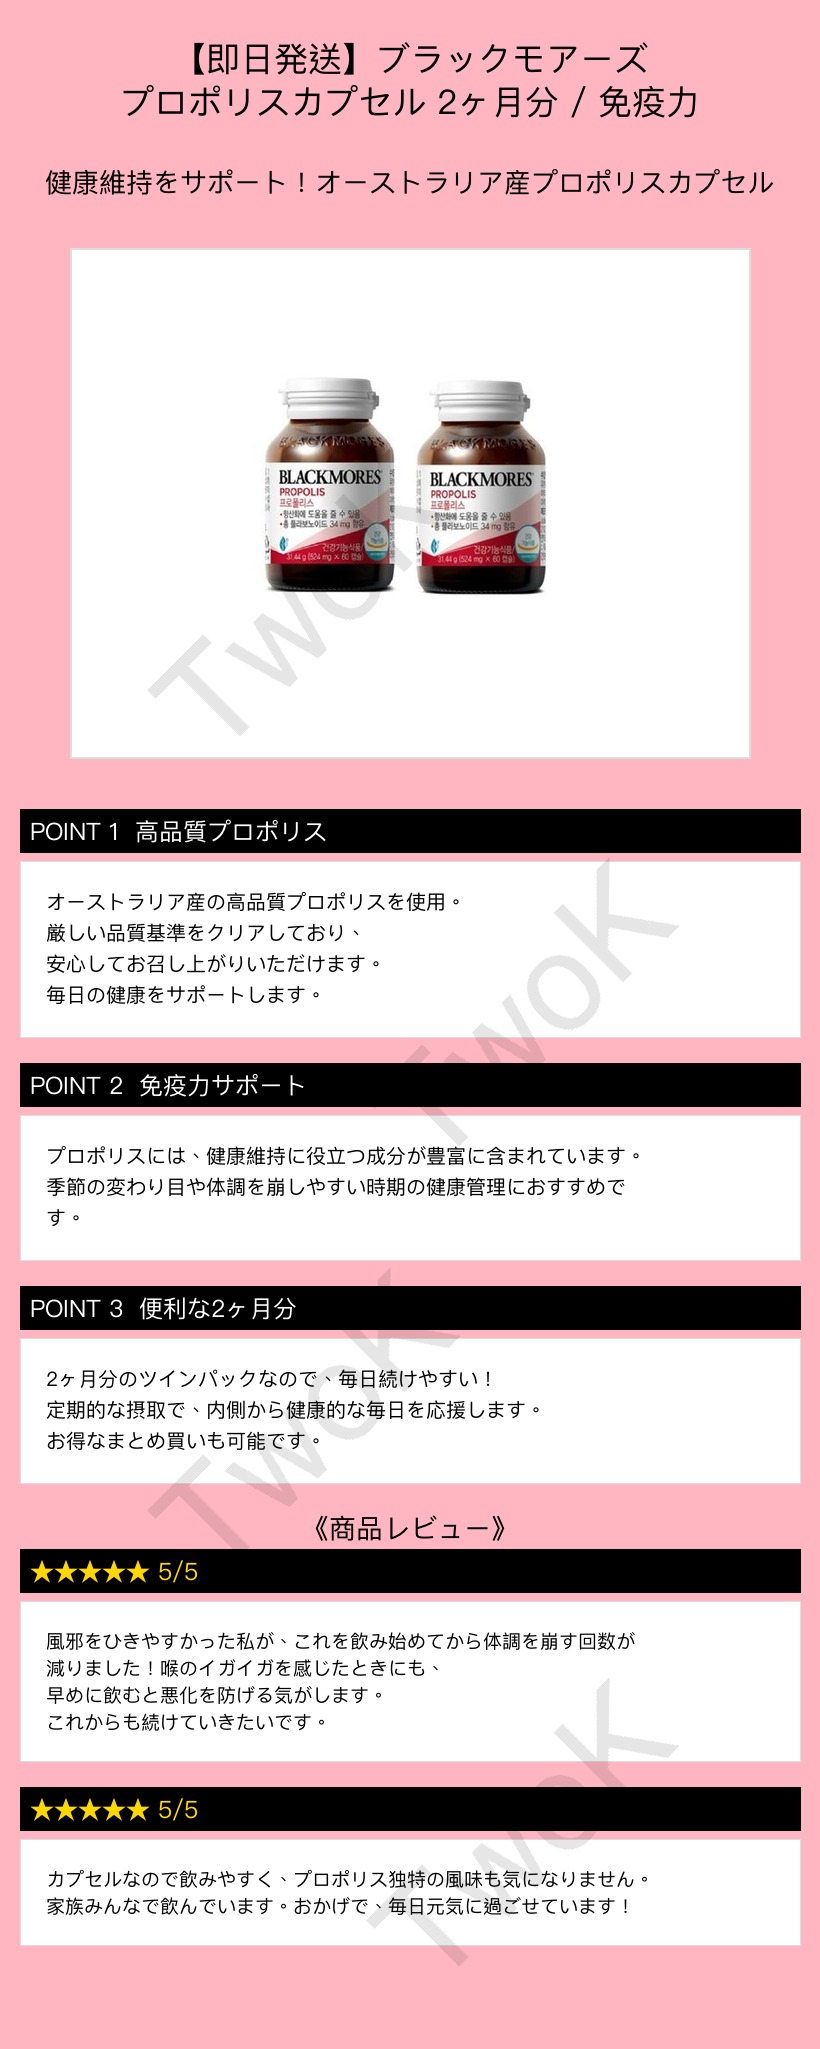 【即日発送】ブラックモアーズ
プロポリスカプセル 2ヶ月分 / 免疫力
健康維持をサポート！オーストラリア産プロポリスカプセル
BLACKMORES
PROPOLIS
프로폴리스
•항산화에 도움을 줄 수 있음
•총 플라보노이드 34 mg 함유
건강기능식품/
31.44 g (524 mg × 60 캡슐)
BLACKMORES
PROPOLIS
프로폴리스
•항산화에 도움을 줄 수 있음
•총 플라보노이드 34 mg 함유
건강기능식품/
31.44 g (524 mg × 60 캡슐)
TwoK
POINT 1 高品質プロポリス
オーストラリア産の高品質プロポリスを使用。
厳しい品質基準をクリアしており、
安心してお召し上がりいただけます。
毎日の健康をサポートします。
TwoK
POINT 2 免疫力サポート
プロポリスには、健康維持に役立つ成分が豊富に含まれています。
季節の変わり目や体調を崩しやすい時期の健康管理におすすめで
す。
POINT 3 便利な2ヶ月分
2ヶ月分のツインパックなので、毎日続けやすい！
定期的な摂取で、内側から健康的な毎日を応援します。
お得なまとめ買いも可能です。
TwoK
《商品レビュー》
★★★★★ 5/5
風邪をひきやすかった私が、これを飲み始めてから体調を崩す回数が
減りました！喉のイガイガを感じたときにも、
早めに飲むと悪化を防げる気がします。
これからも続けていきたいです。
TwoK
★★★★★ 5/5
カプセルなので飲みやすく、プロポリス独特の風味も気になりません。
家族みんなで飲んでいます。おかげで、毎日元気に過ごせています！